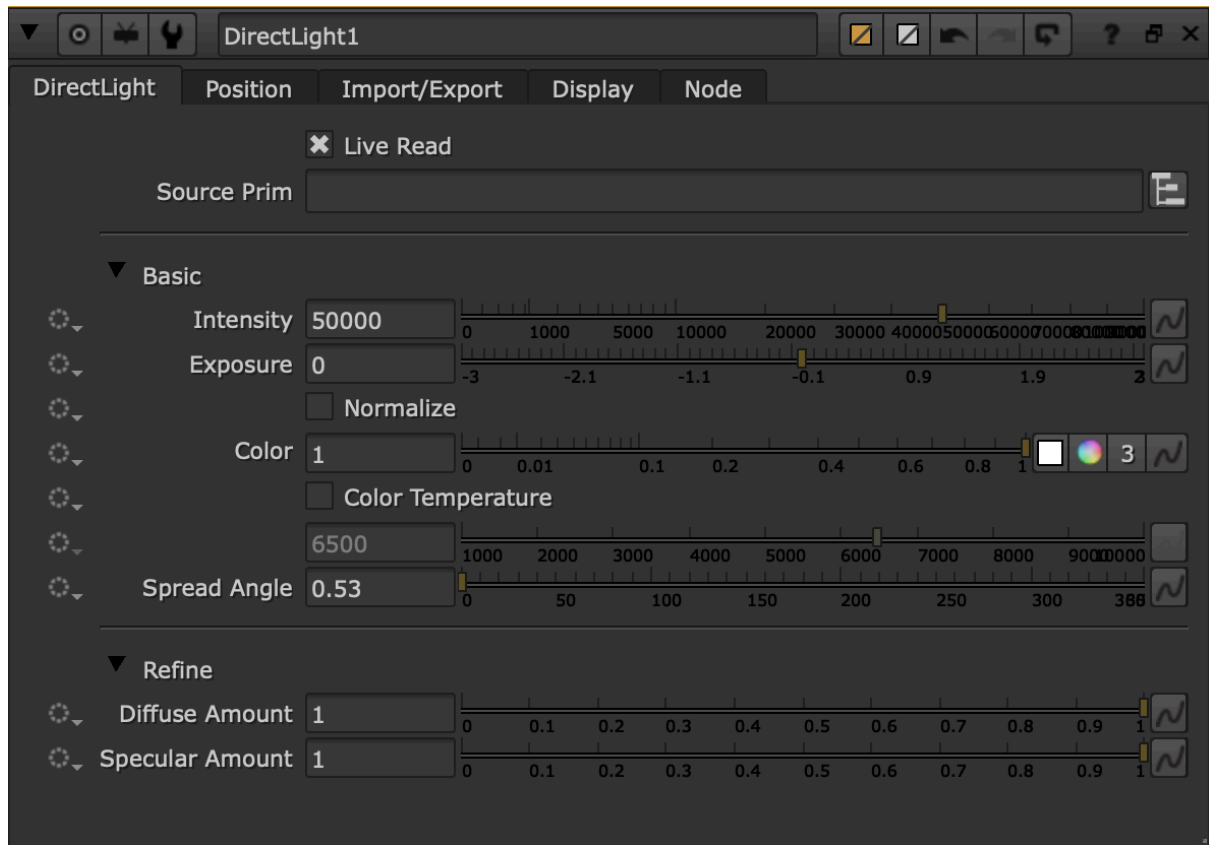 DirectLight1 ?
DirectLight Position Import/Export Display Node
Live Read
Source Prim
Basic
Intensity 50000
0 1000 5000 10000 20000 30000 40000 50000 60000 70000
Exposure 0
-3 -2.1 -1.1 -0.1 0.9 1.9
Normalize
Color 1 3
0 0.01 0.1 0.2 0.4 0.6 0.8 1
Color Temperature
6500
1000 2000 3000 4000 5000 6000 7000 8000 9000 10000
Spread Angle 0.53
0 50 100 150 200 250 300
Refine
Diffuse Amount 1
0 0.1 0.2 0.3 0.4 0.5 0.6 0.7 0.8 0.9 1
Specular Amount 1
0 0.1 0.2 0.3 0.4 0.5 0.6 0.7 0.8 0.9 1